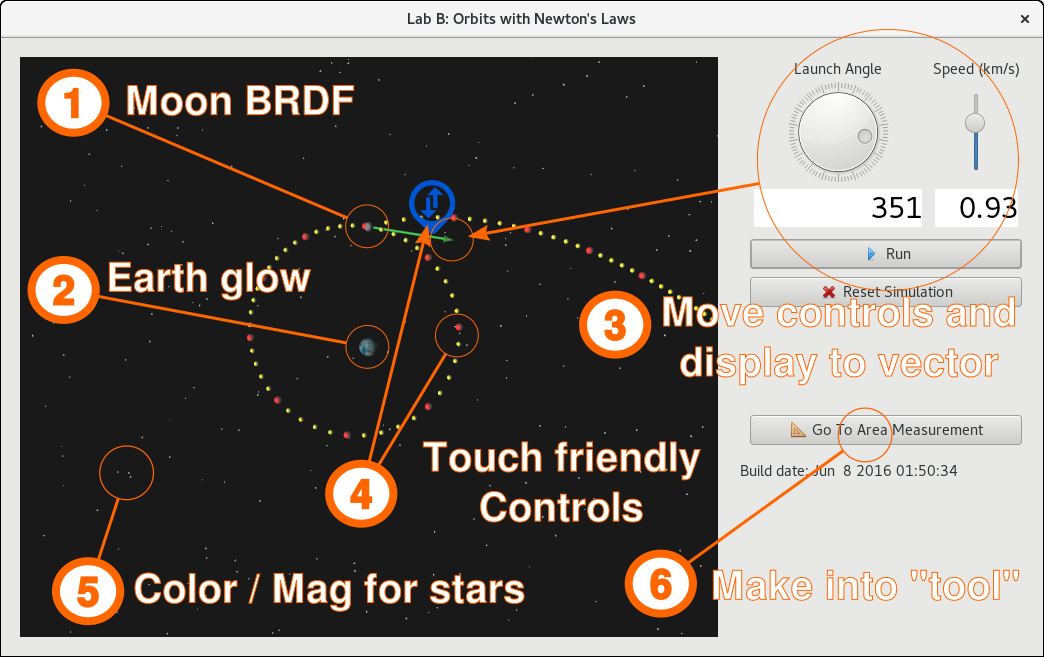 Lab B: Orbits with Newton's Laws
×
Launch Angle
Speed (km/s)
1
Moon BRDF
351
0.93
Run
2
Earth glow
Reset Simulation
3
Move controls and
display to vector
Go To Area Measurement
Touch friendly
Controls
4
Build date: Jun  8 2016 01:50:34
5
Color / Mag for stars
6
Make into "tool"